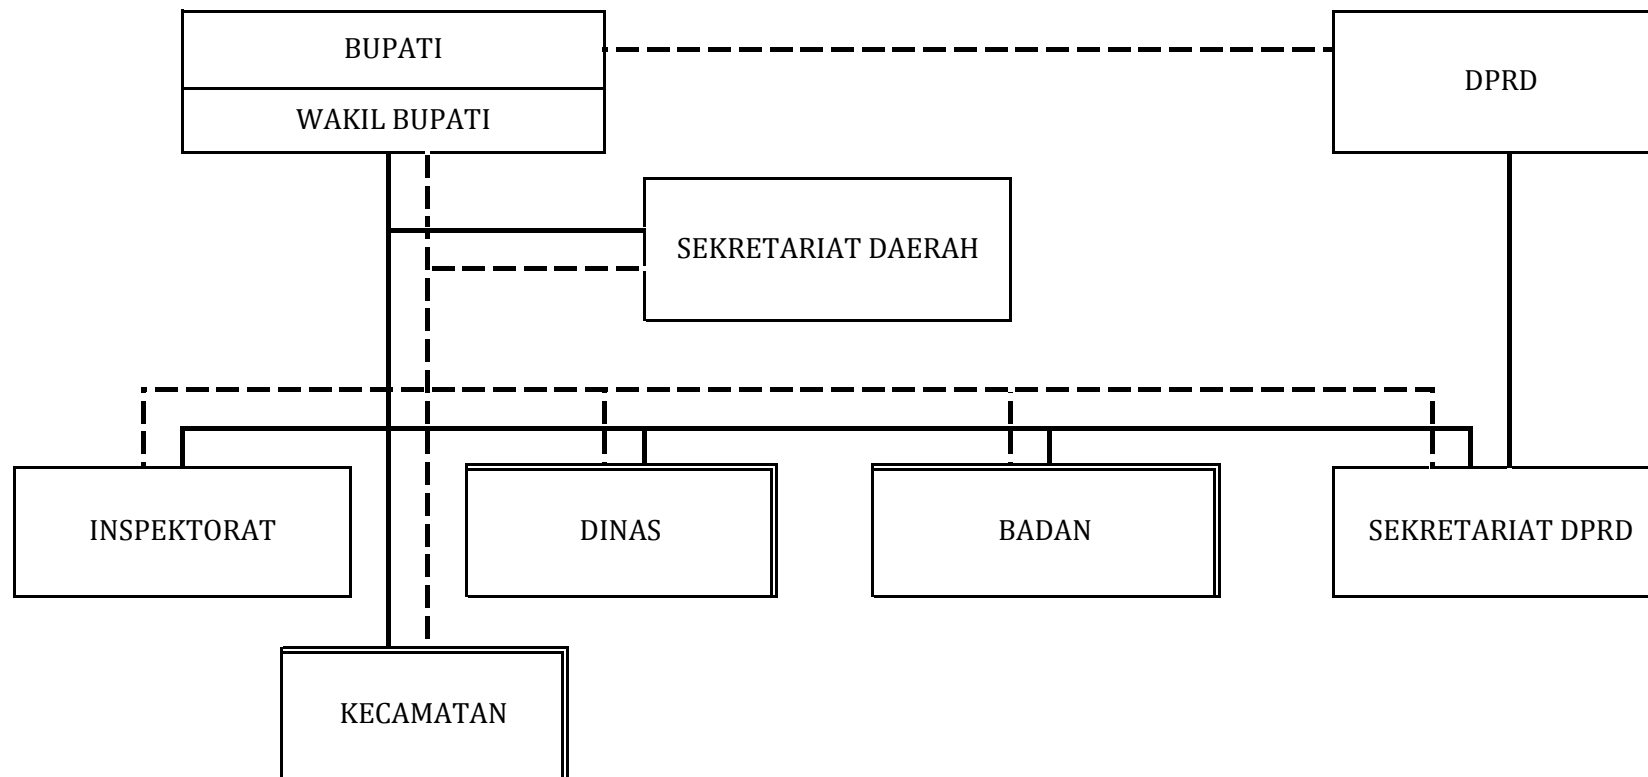 BUPATI
DPRD
WAKIL BUPATI
SEKRETARIAT DAERAH
INSPEKTORAT
DINAS
BADAN
SEKRETARIAT DPRD
KECAMATAN